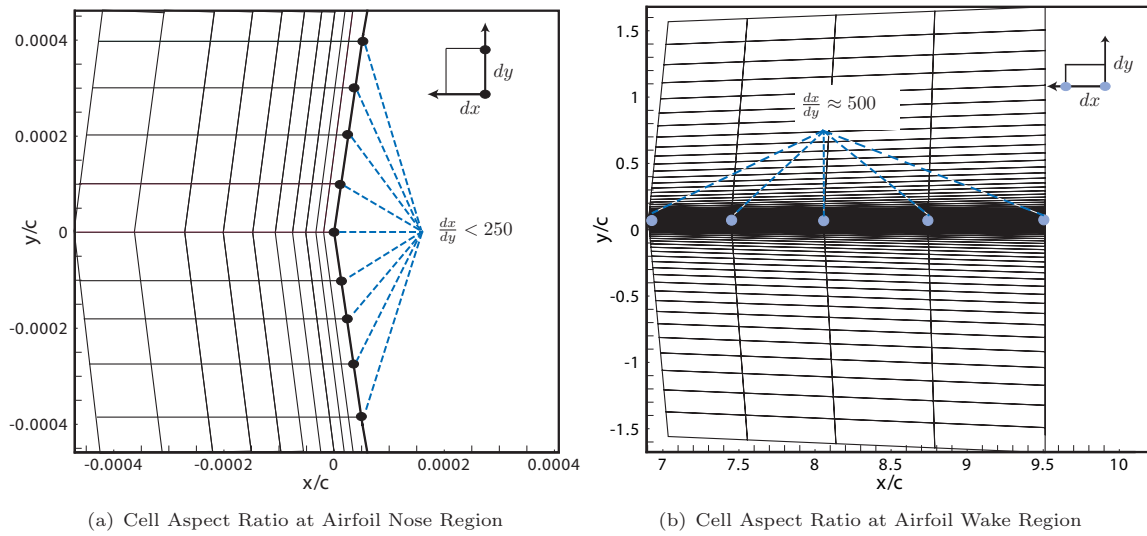 0.0004
0.0002
0
-0.0002
-0.0004
y/c
-0.0004
-0.0002
0
0.0002
0.0004
x/c
dy
dx
dx/dy < 250
(a) Cell Aspect Ratio at Airfoil Nose Region
1.5
1
0.5
0
-0.5
-1
-1.5
y/c
7
7.5
8
8.5
9
9.5
10
x/c
dy
dx
dx/dy ≈ 500
(b) Cell Aspect Ratio at Airfoil Wake Region